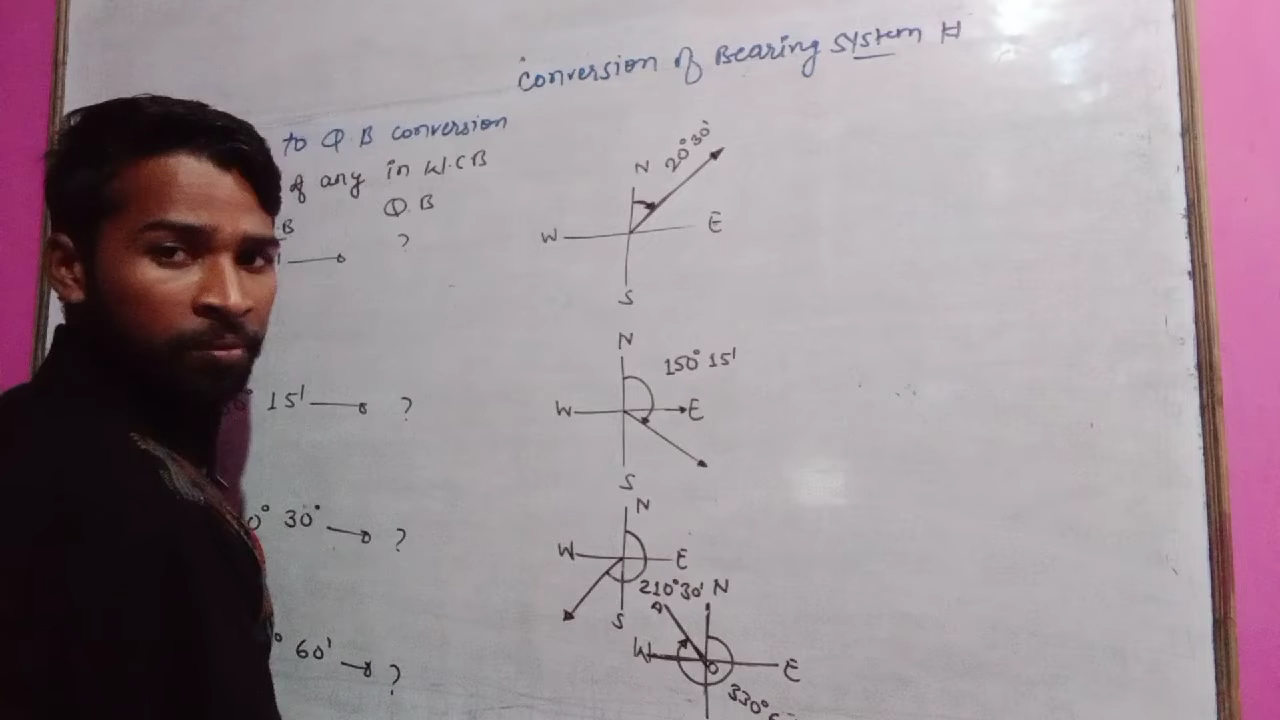 Conversion of Bearing System H
to Q.B conversion
of any in W.C.B
B Q.B
?
15' ?
0° 30° ?
° 60' ?
N 20°30'
W E
S
N 150° 15'
W E
S
N
W E
210°30'
S
N
W E
330°